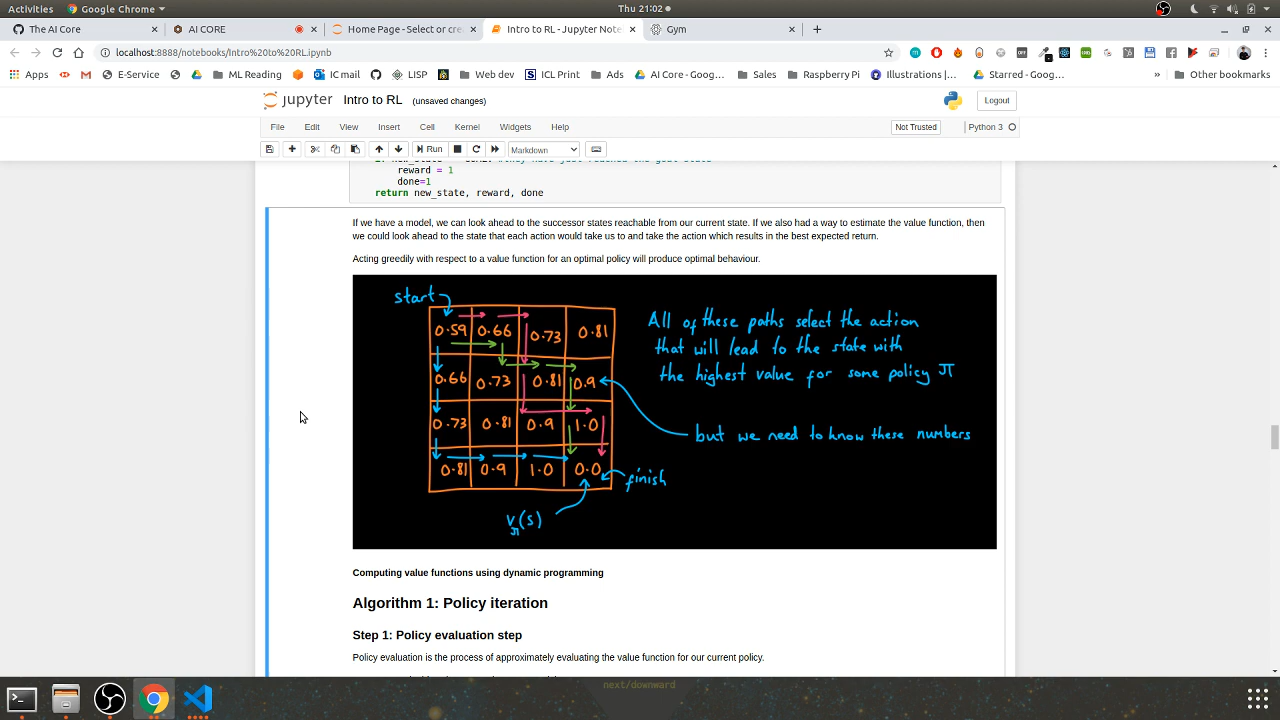 Activities
Google Chrome
Thu 21:02
The AI Core
AI CORE
Home Page - Select or cre
Intro to RL - Jupyter Note
Gym
localhost:8888/notebooks/Intro%20to%20RL.ipynb
Apps
E-Service
ML Reading
IC mail
LISP
Web dev
ICL Print
Ads
AI Core - Goog...
Sales
Raspberry Pi
Illustrations |...
Starred - Goog...
»
Other bookmarks
jupyter
Intro to RL
(unsaved changes)
Logout
File
Edit
View
Insert
Cell
Kernel
Widgets
Help
Not Trusted
Python 3
Run
Markdown
reward = 1
done=1
return new_state, reward, done
If we have a model, we can look ahead to the successor states reachable from our current state. If we also had a way to estimate the value function, then
we could look ahead to the state that each action would take us to and take the action which results in the best expected return.
Acting greedily with respect to a value function for an optimal policy will produce optimal behaviour.
start
0.59 0.66 0.73 0.81
0.66 0.73 0.81 0.9
0.73 0.81 0.9 1.0
0.81 0.9 1.0 0.0
finish
vπ(s)
All of these paths select the action
that will lead to the state with
the highest value for some policy π
but we need to know these numbers
Computing value functions using dynamic programming
Algorithm 1: Policy iteration
Step 1: Policy evaluation step
Policy evaluation is the process of approximately evaluating the value function for our current policy.
next/downward